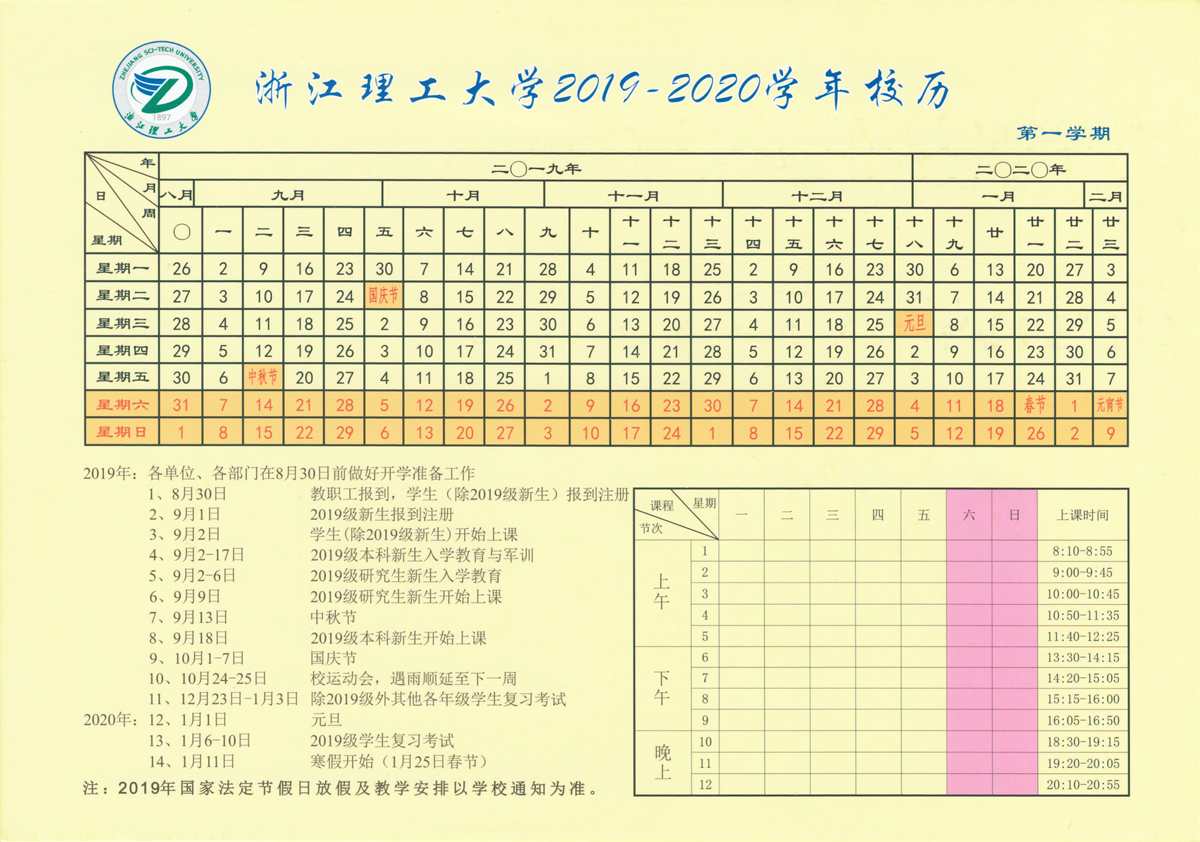 ZHEJIANG SCI-TECH UNIVERSITY
1897
浙江理工大学
浙江理工大学2019-2020学年校历
第一学期
年 二〇一九年 二〇二〇年
月 八月 九月 十月 十一月 十二月 一月 二月
日 周 星期 〇 一 二 三 四 五 六 七 八 九 十 十一 十二 十三 十四 十五 十六 十七 十八 十九 廿 廿一 廿二 廿三
星期一 26 2 9 16 23 30 7 14 21 28 4 11 18 25 2 9 16 23 30 6 13 20 27 3
星期二 27 3 10 17 24 国庆节 8 15 22 29 5 12 19 26 3 10 17 24 31 7 14 21 28 4
星期三 28 4 11 18 25 2 9 16 23 30 6 13 20 27 4 11 18 25 元旦 8 15 22 29 5
星期四 29 5 12 19 26 3 10 17 24 31 7 14 21 28 5 12 19 26 2 9 16 23 30 6
星期五 30 6 中秋节 20 27 4 11 18 25 1 8 15 22 29 6 13 20 27 3 10 17 24 31 7
星期六 31 7 14 21 28 5 12 19 26 2 9 16 23 30 7 14 21 28 4 11 18 春节 1 元宵节
星期日 1 8 15 22 29 6 13 20 27 3 10 17 24 1 8 15 22 29 5 12 19 26 2 9
2019年：各单位、各部门在8月30日前做好开学准备工作
1、8月30日 教职工报到，学生（除2019级新生）报到注册
2、9月1日 2019级新生报到注册
3、9月2日 学生(除2019级新生)开始上课
4、9月2-17日 2019级本科新生入学教育与军训
5、9月2-6日 2019级研究生新生入学教育
6、9月9日 2019级研究生新生开始上课
7、9月13日 中秋节
8、9月18日 2019级本科新生开始上课
9、10月1-7日 国庆节
10、10月24-25日 校运动会，遇雨顺延至下一周
11、12月23日-1月3日 除2019级外其他各年级学生复习考试
2020年：12、1月1日 元旦
13、1月6-10日 2019级学生复习考试
14、1月11日 寒假开始（1月25日春节）
注：2019年国家法定节假日放假及教学安排以学校通知为准。
课程 星期 节次 一 二 三 四 五 六 日 上课时间
上午
1 8:10-8:55
2 9:00-9:45
3 10:00-10:45
4 10:50-11:35
5 11:40-12:25
下午
6 13:30-14:15
7 14:20-15:05
8 15:15-16:00
9 16:05-16:50
晚上
10 18:30-19:15
11 19:20-20:05
12 20:10-20:55